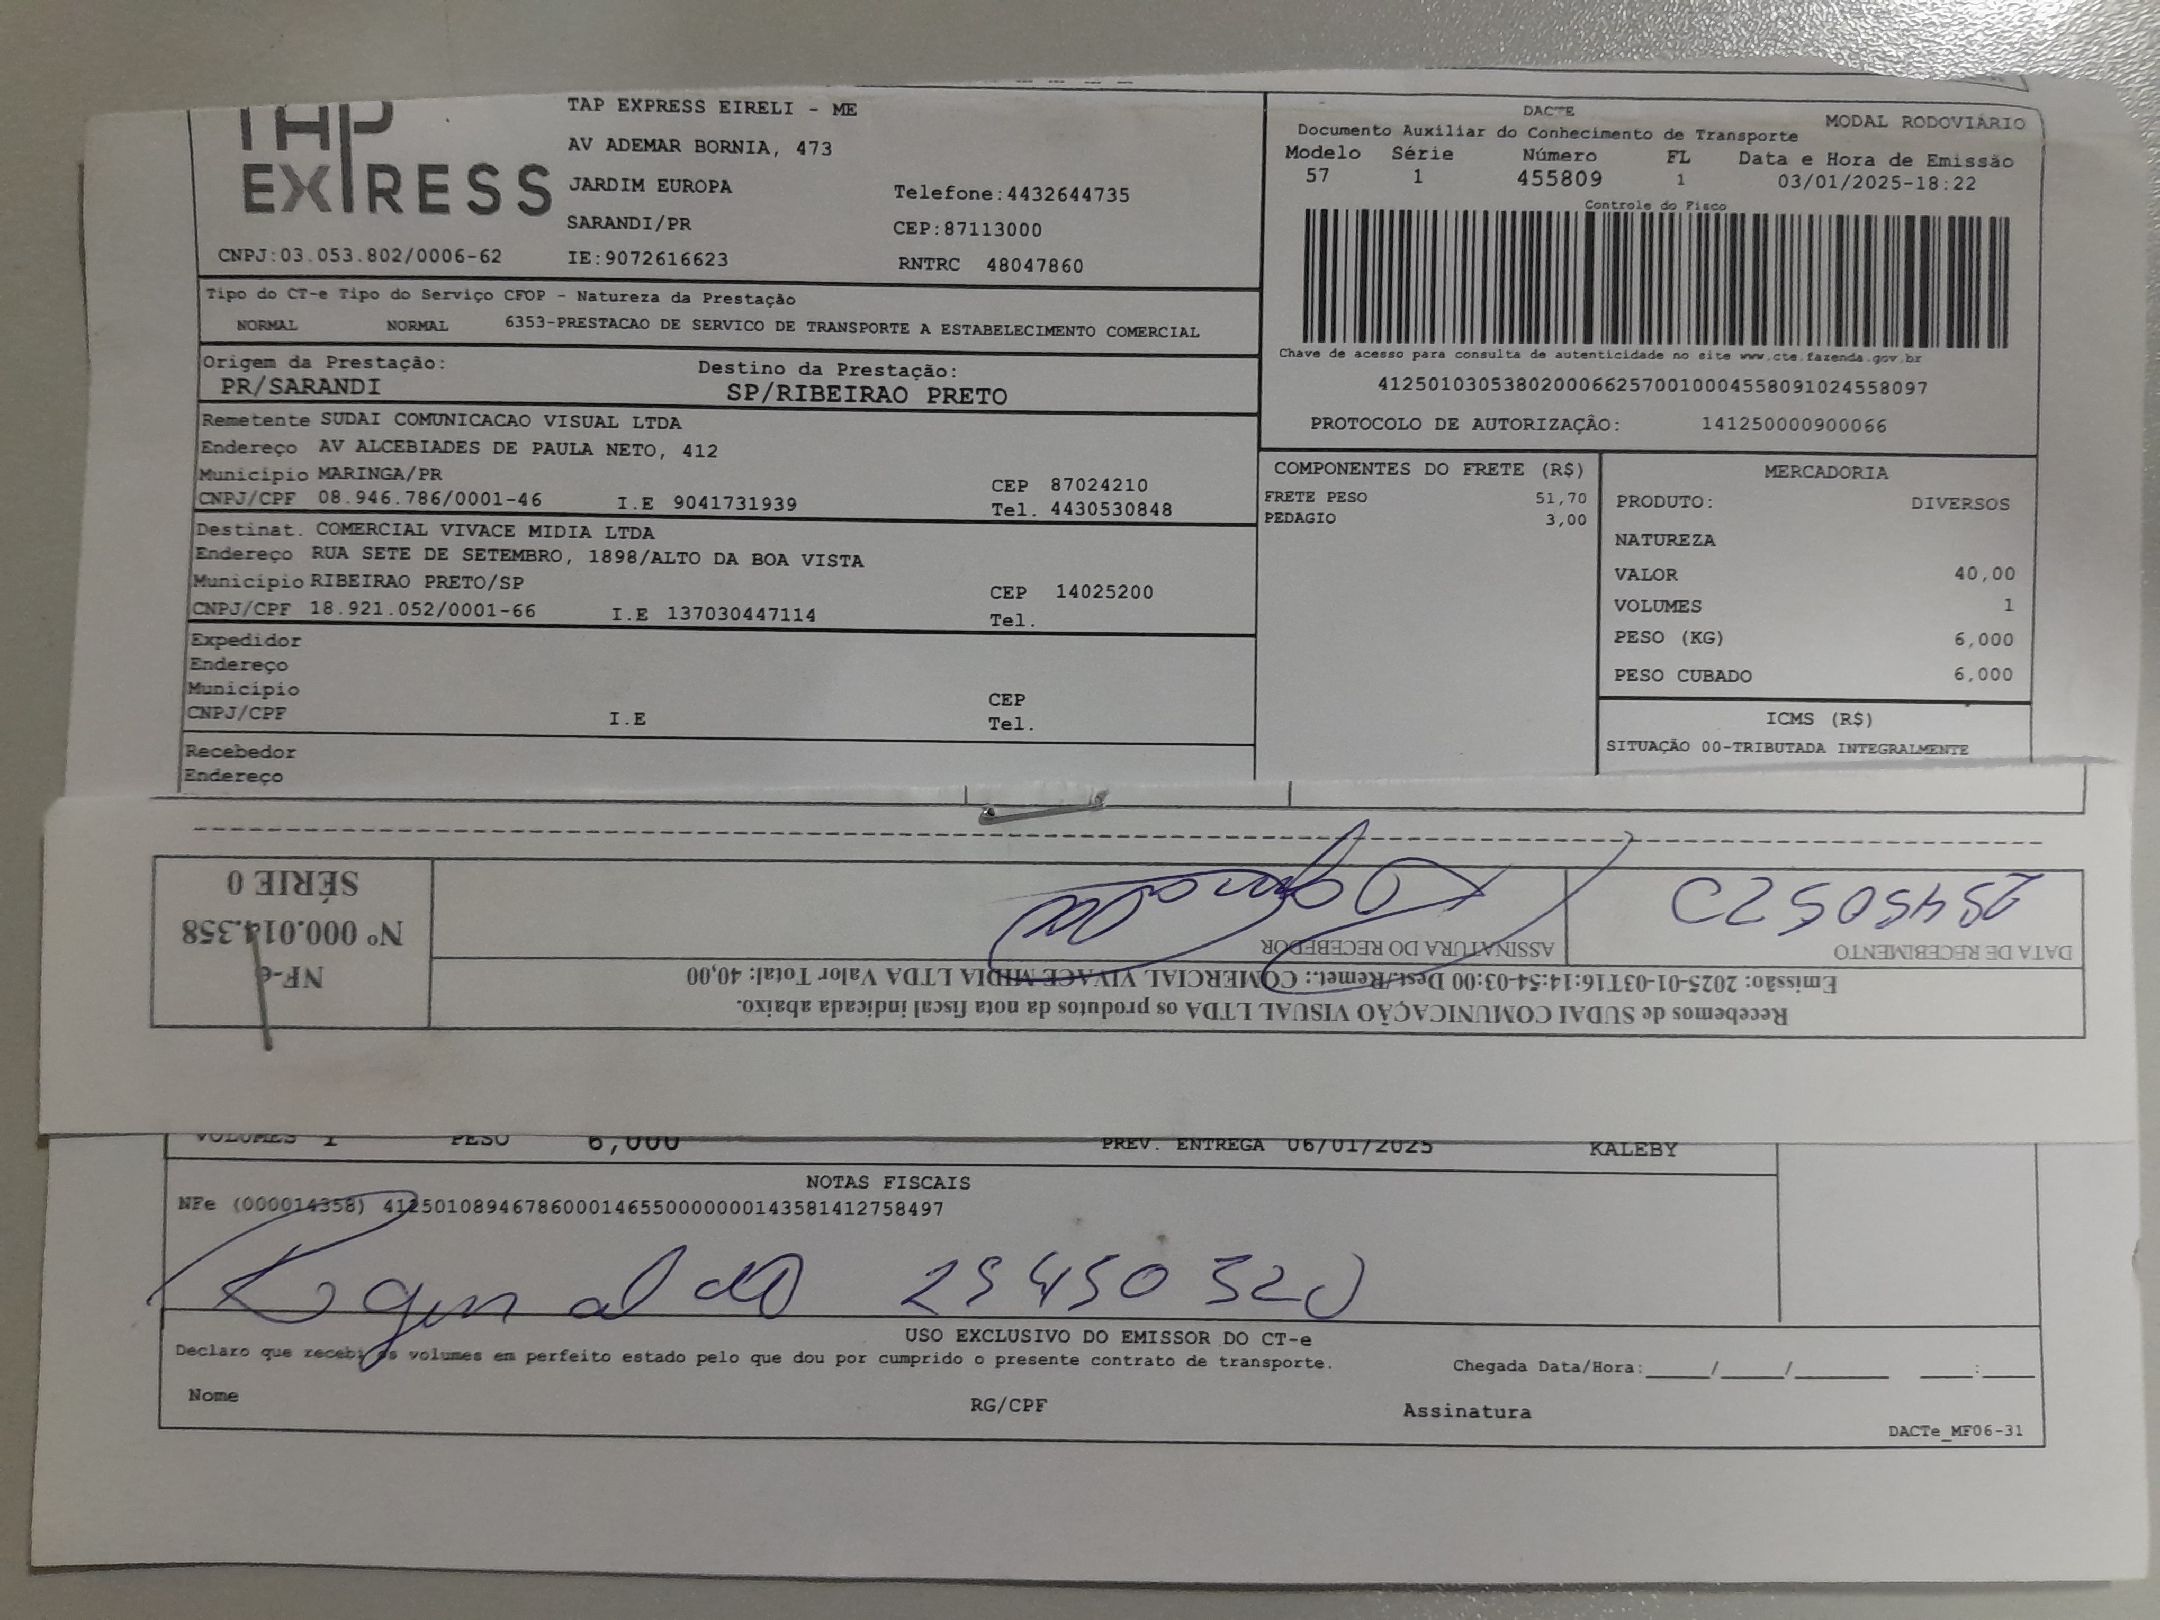 TAP
EXPRESS
TAP EXPRESS EIRELI - ME
AV ADEMAR BORNIA, 473
JARDIM EUROPA Telefone:4432644735
SARANDI/PR CEP:87113000
CNPJ:03.053.802/0006-62 IE:9072616623 RNTRC 48047860
DACTE MODAL RODOVIÁRIO
Documento Auxiliar do Conhecimento de Transporte
Modelo Série Número FL Data e Hora de Emissão
57 1 455809 1 03/01/2025-18:22
Controle do Fisco
Chave de acesso para consulta de autenticidade no site www.cte.fazenda.gov.br
41250103053802000662570010004558091024558097
PROTOCOLO DE AUTORIZAÇÂO: 141250000900066
Tipo do CT-e Tipo do Serviço CFOP - Natureza da Prestação
NORMAL NORMAL 6353-PRESTACAO DE SERVICO DE TRANSPORTE A ESTABELECIMENTO COMERCIAL
Origem da Prestação: Destino da Prestação:
PR/SARANDI SP/RIBEIRAO PRETO
Remetente SUDAI COMUNICACAO VISUAL LTDA
Endereço AV ALCEBIADES DE PAULA NETO, 412
Município MARINGA/PR CEP 87024210
CNPJ/CPF 08.946.786/0001-46 I.E 9041731939 Tel. 4430530848
Destinat. COMERCIAL VIVACE MIDIA LTDA
Endereço RUA SETE DE SETEMBRO, 1898/ALTO DA BOA VISTA
Município RIBEIRAO PRETO/SP CEP 14025200
CNPJ/CPF 18.921.052/0001-66 I.E 137030447114 Tel.
Expedidor
Endereço
Município CEP
CNPJ/CPF I.E Tel.
Recebedor
Endereço
COMPONENTES DO FRETE (R$)
FRETE PESO 51,70
PEDAGIO 3,00
MERCADORIA
PRODUTO: DIVERSOS
NATUREZA
VALOR 40,00
VOLUMES 1
PESO (KG) 6,000
PESO CUBADO 6,000
ICMS (R$)
SITUAÇÃO 00-TRIBUTADA INTEGRALMENTE
Recebemos de SUDAI COMUNICAÇÃO VISUAL LTDA os produtos da nota fiscal indicada abaixo.
Emissão: 2025-01-03T16:14:54-03:00 Dest/Remet.: COMERCIAL VIVACE MIDIA LTDA Valor Total: 40,00
DATA DE RECEBIMENTO ASSINATURA DO RECEBEDOR
NF-e
Nº 000.014.358
SÉRIE 0
VOLUMES 1 PESO 6,000 PREV. ENTREGA 06/01/2025 KALEBY
NOTAS FISCAIS
NFe (000014358) 41250108946786000146550000000143581412758497
Reginaldo
USO EXCLUSIVO DO EMISSOR DO CT-e
Declaro que recebi os volumes em perfeito estado pelo que dou por cumprido o presente contrato de transporte. Chegada Data/Hora:____/____/______ ___:___
Nome RG/CPF Assinatura
DACTe_MF06-31